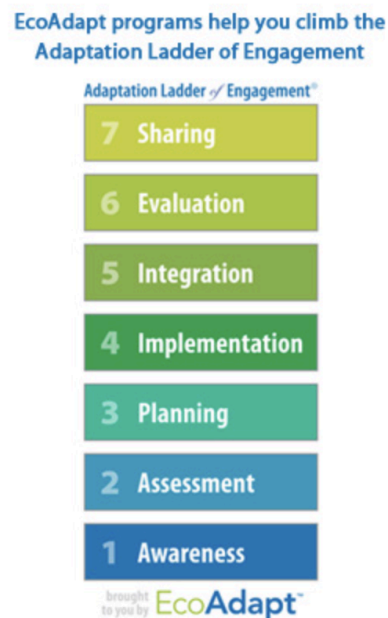 EcoAdapt programs help you climb the
Adaptation Ladder of Engagement
Adaptation Ladder of Engagement®
7 Sharing
6 Evaluation
5 Integration
4 Implementation
3 Planning
2 Assessment
1 Awareness
brought
to you by EcoAdapt™